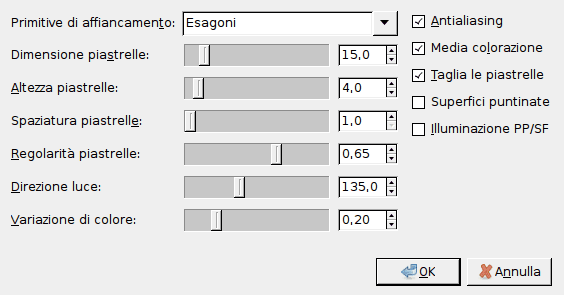 Primitive di affiancamento: Esagoni
Dimensione piastrelle: 15,0
Altezza piastrelle: 4,0
Spaziatura piastrelle: 1,0
Regolarità piastrelle: 0,65
Direzione luce: 135,0
Variazione di colore: 0,20
Antialiasing
Media colorazione
Taglia le piastrelle
Superfici puntinate
Illuminazione PP/SF
OK
Annulla